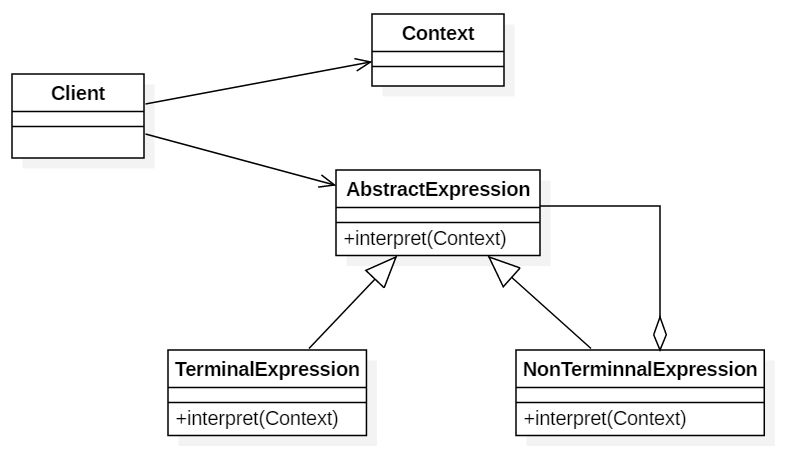 Context
Client
AbstractExpression
+interpret(Context)
TerminalExpression
+interpret(Context)
NonTerminnalExpression
+interpret(Context)